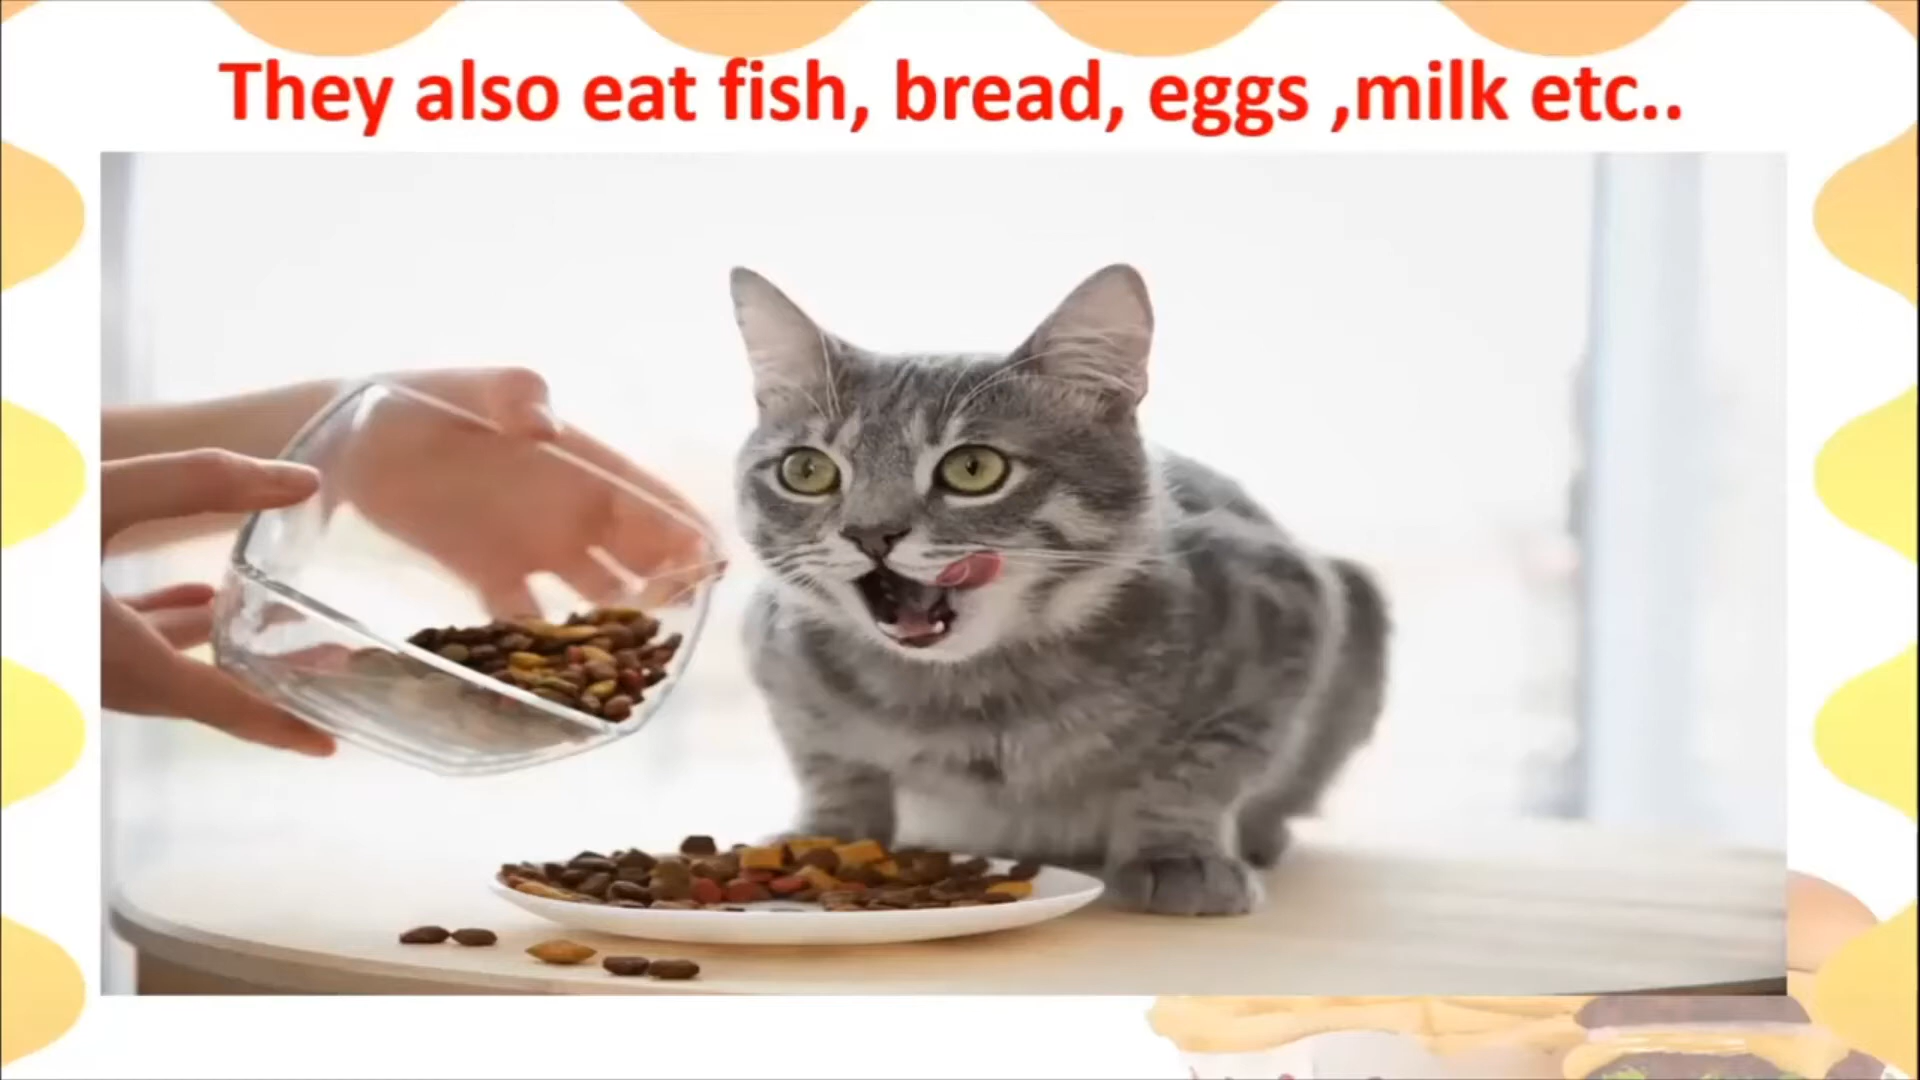 They also eat fish, bread, eggs ,milk etc..